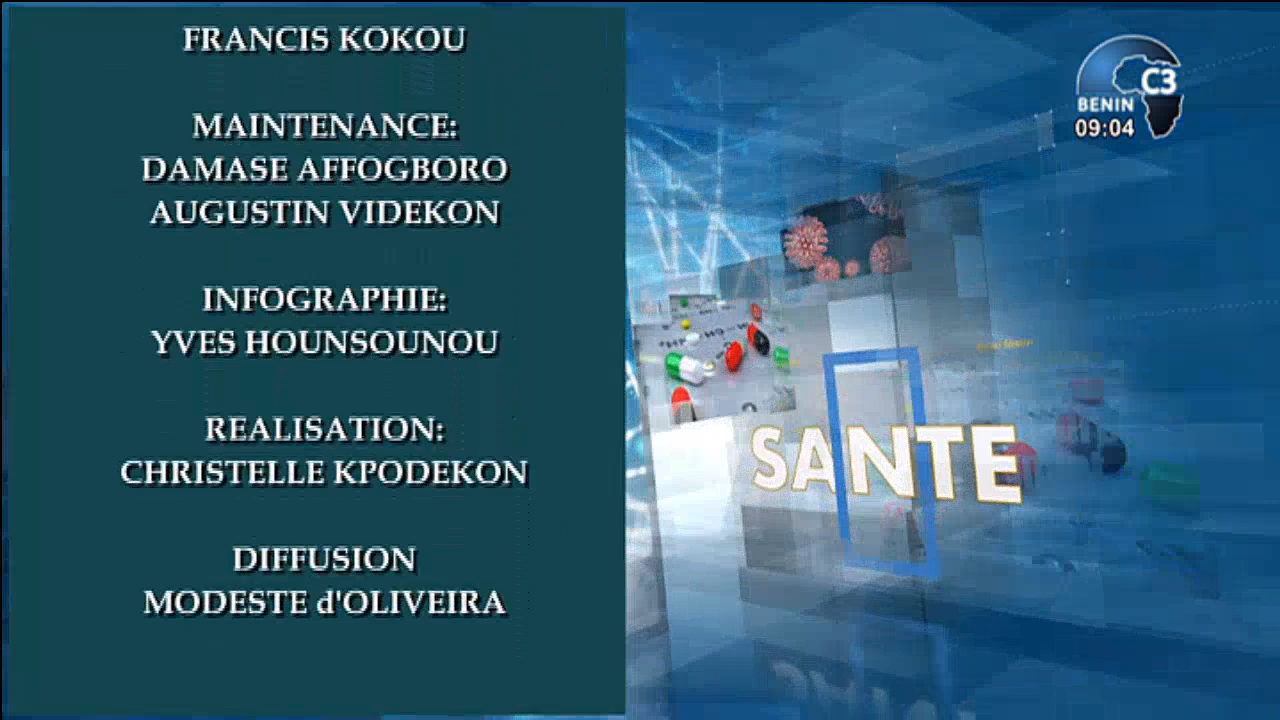 FRANCIS KOKOU
MAINTENANCE:
DAMASE AFFOGBORO
AUGUSTIN VIDEKON
INFOGRAPHIE:
YVES HOUNSOUNOU
REALISATION:
CHRISTELLE KPODEKON
DIFFUSION
MODESTE d'OLIVEIRA
C3
BENIN
09:04
SANTE